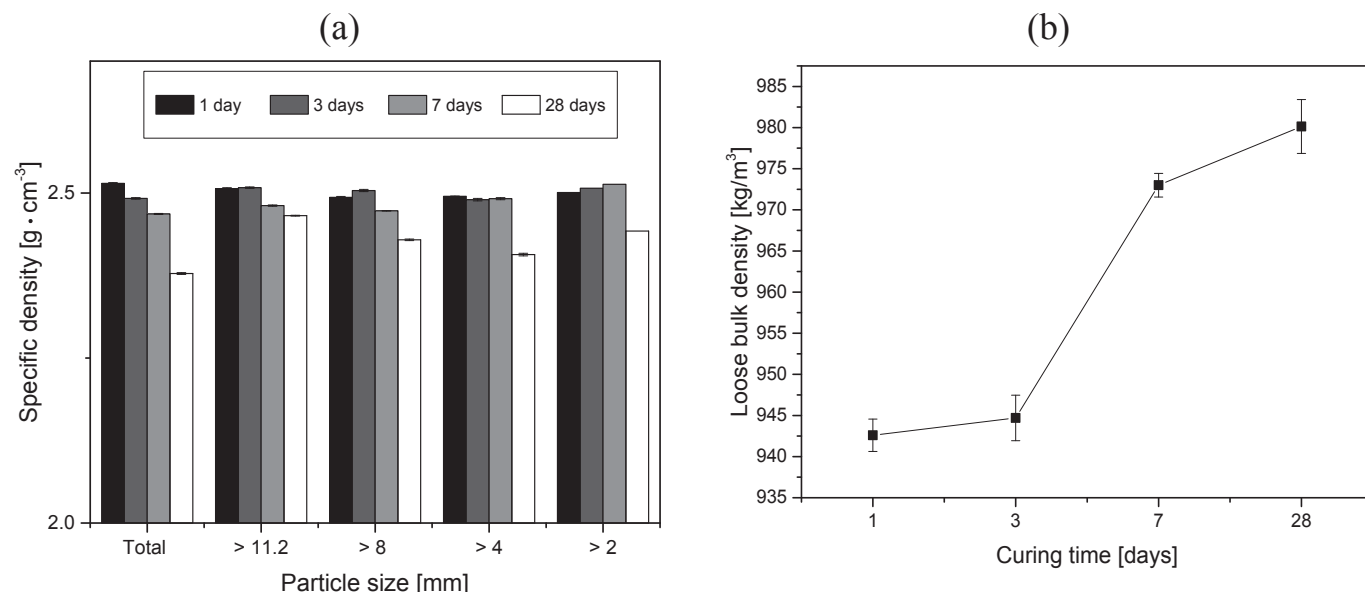 (a)
1 day
3 days
7 days
28 days
Specific density [g · cm⁻³]
2.5
2.0
Total
> 11.2
> 8
> 4
> 2
Particle size [mm]
(b)
Loose bulk density [kg/m³]
985
980
975
970
965
960
955
950
945
940
935
1
3
7
28
Curing time [days]